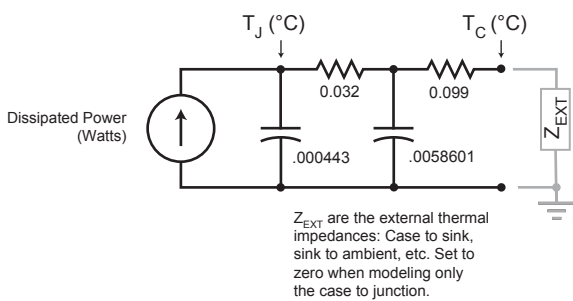 T_J (°C)
T_C (°C)
0.032
0.099
Dissipated Power
(Watts)
.000443
.0058601
Z_EXT
Z_EXT are the external thermal
impedances: Case to sink,
sink to ambient, etc. Set to
zero when modeling only
the case to junction.